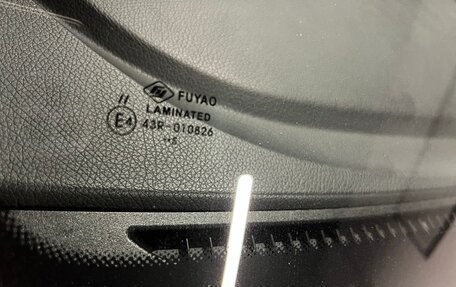 FUYAO
LAMINATED
//
E4 43R-010826